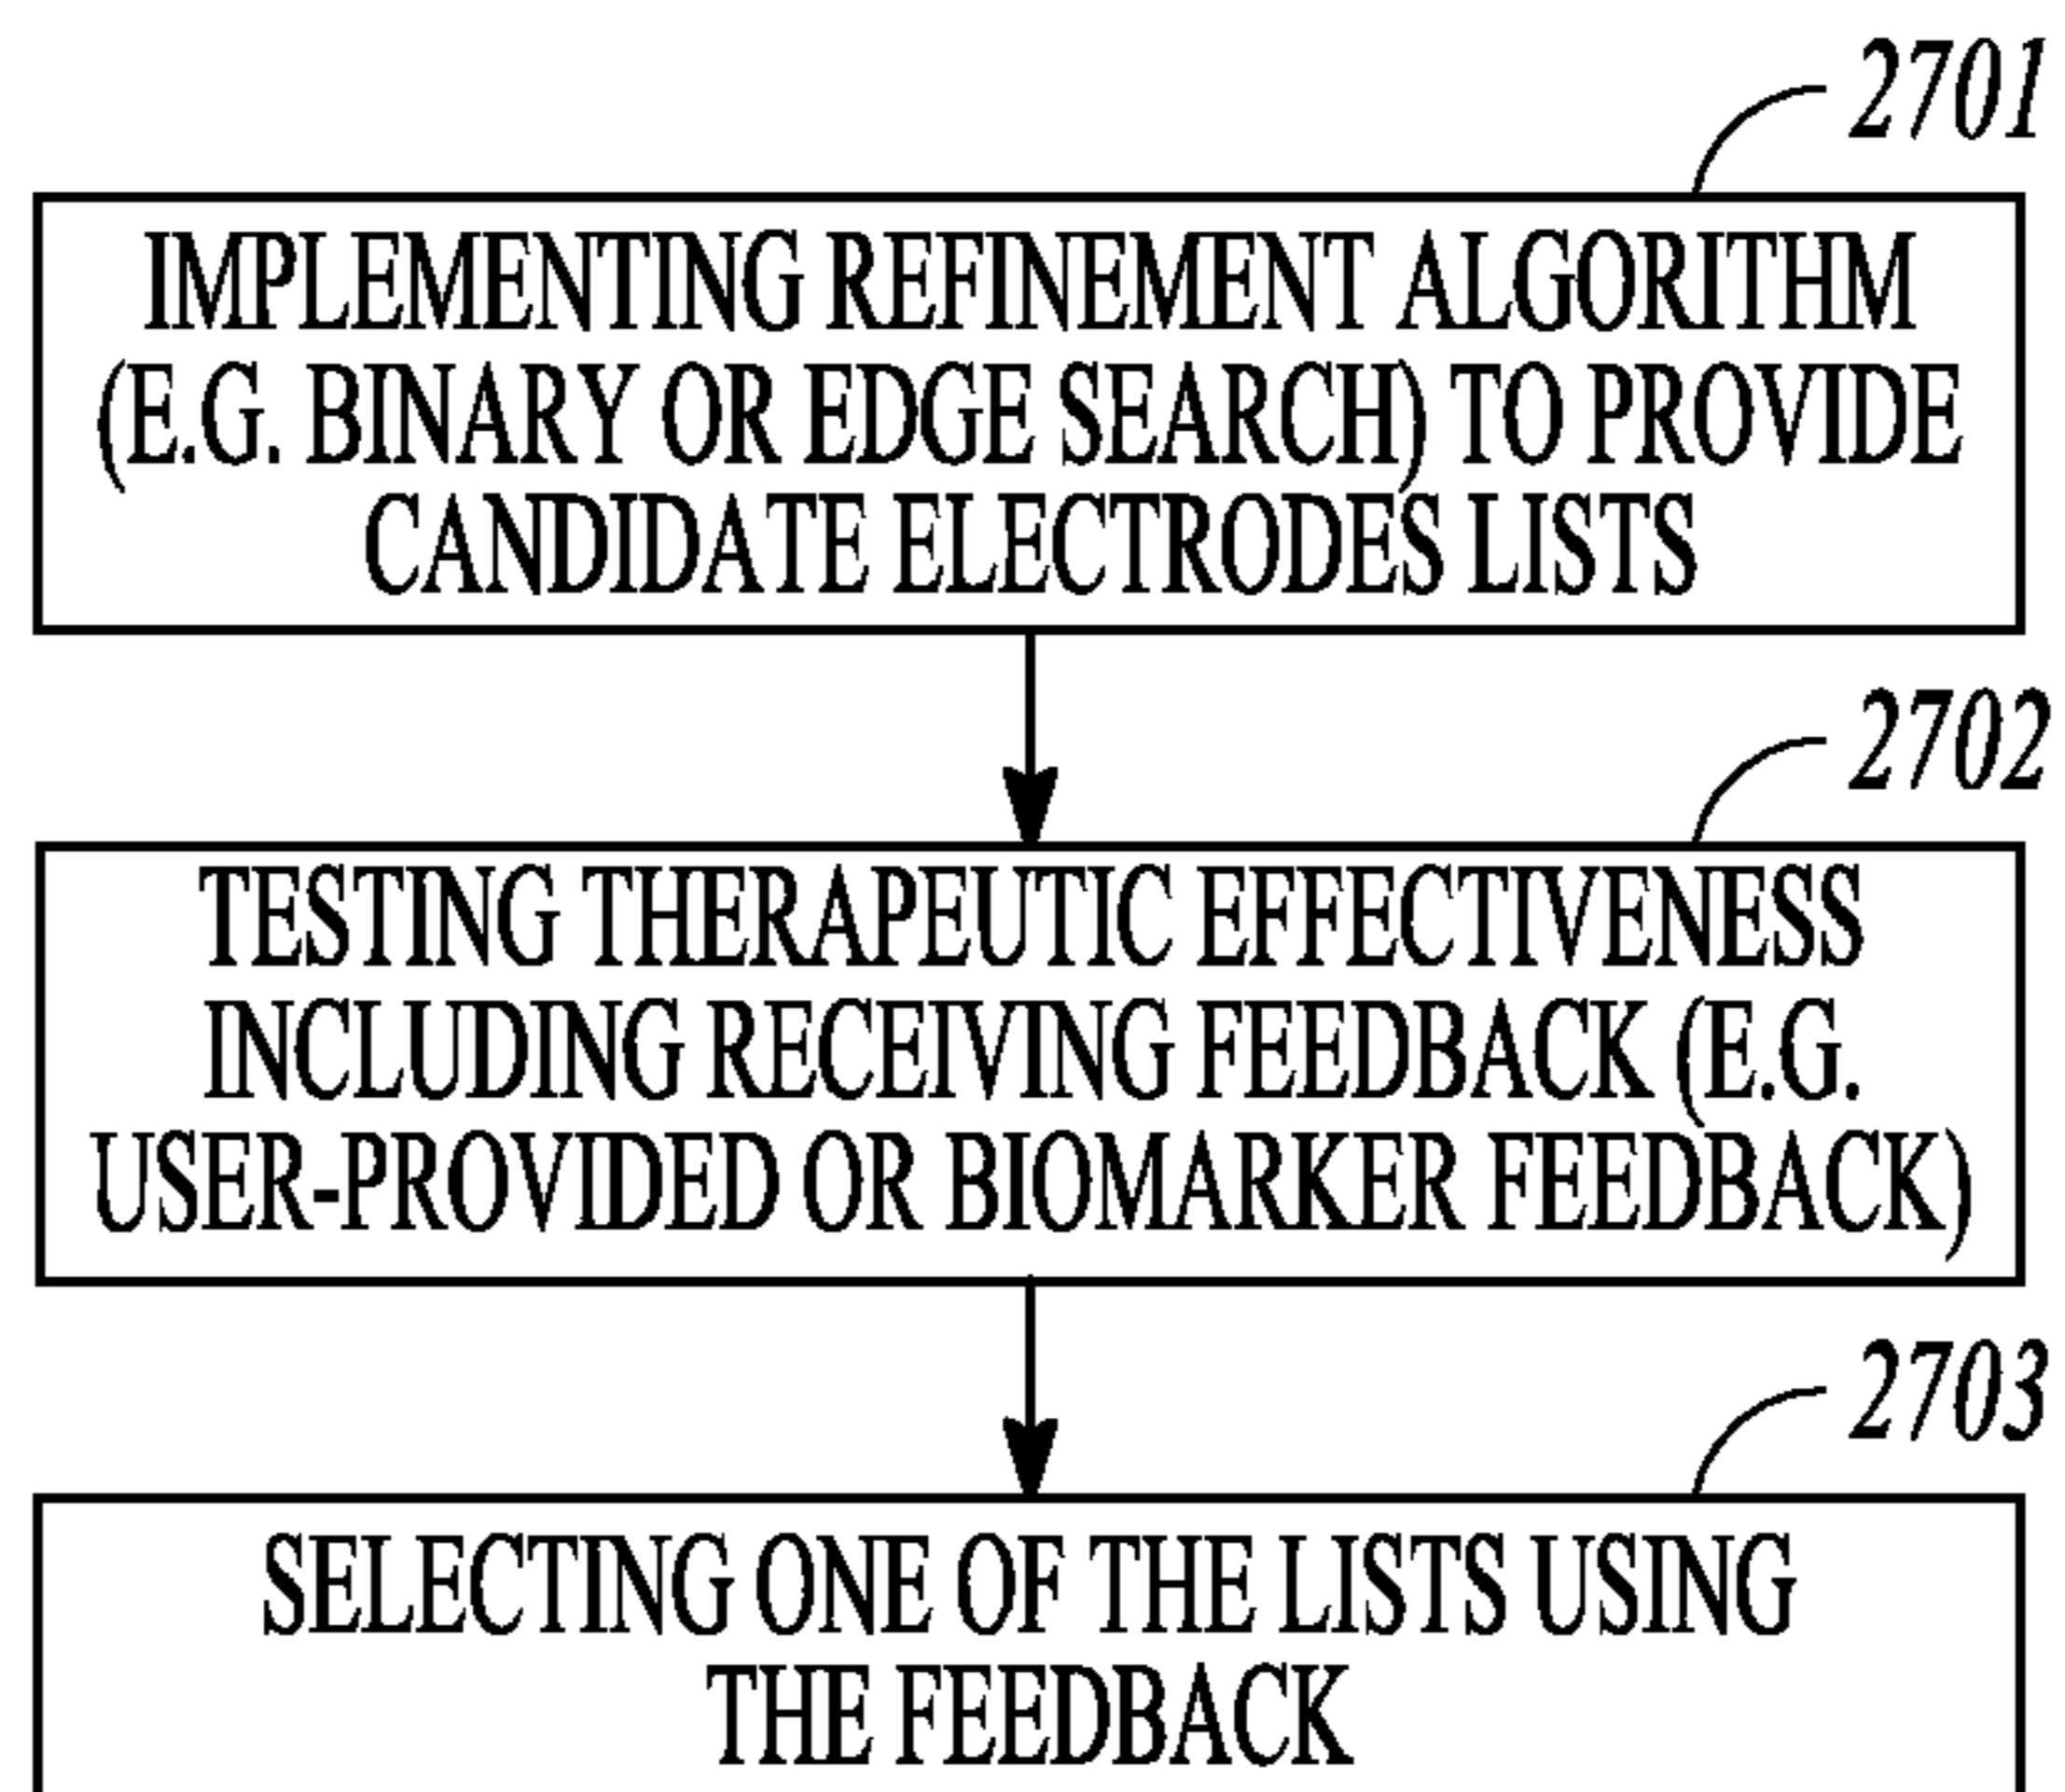 2701
IMPLEMENTING REFINEMENT ALGORITHM
(E.G. BINARY OR EDGE SEARCH) TO PROVIDE
CANDIDATE ELECTRODES LISTS
2702
TESTING THERAPEUTIC EFFECTIVENESS
INCLUDING RECEIVING FEEDBACK (E.G.
USER-PROVIDED OR BIOMARKER FEEDBACK)
2703
SELECTING ONE OF THE LISTS USING
THE FEEDBACK